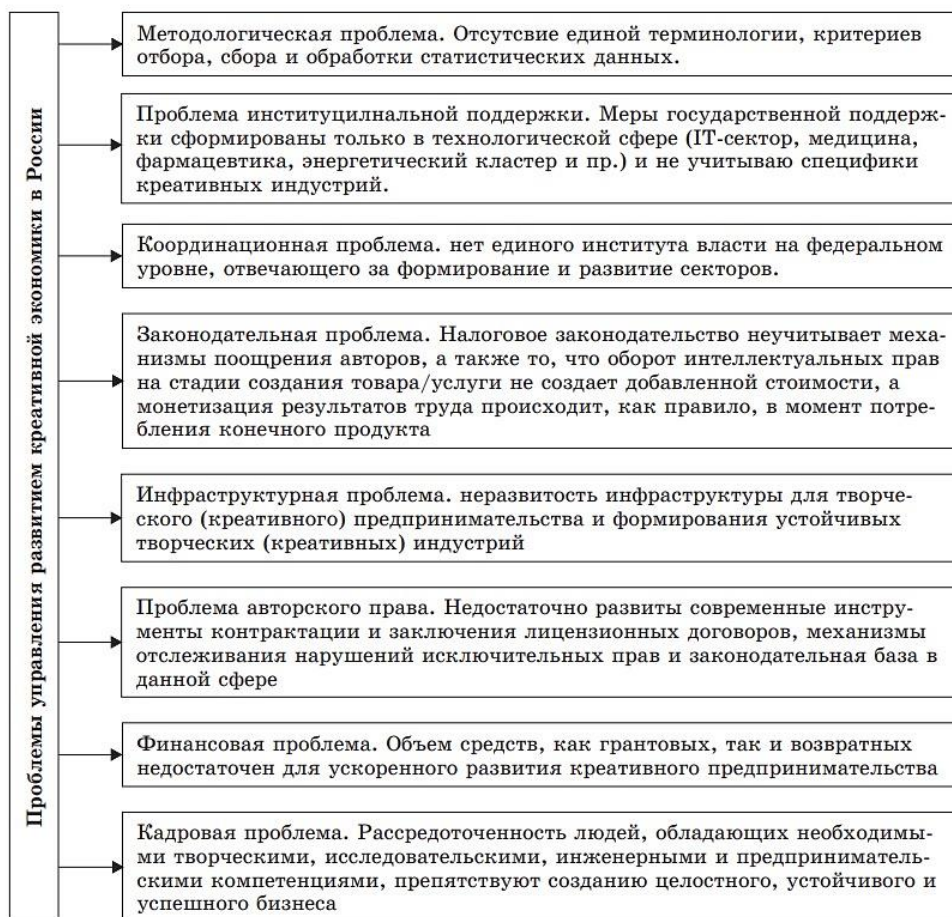 Проблемы управления развитием креативной экономики в России
Методологическая проблема. Отсутсвие единой терминологии, критериев
отбора, сбора и обработки статистических данных.
Проблема институцилнальной поддержки. Меры государственной поддерж-
ки сформированы только в технологической сфере (IT-сектор, медицина,
фармацевтика, энергетический кластер и пр.) и не учитываю специфики
креативных индустрий.
Координационная проблема. нет единого института власти на федеральном
уровне, отвечающего за формирование и развитие секторов.
Законодательная проблема. Налоговое законодательство неучитывает меха-
низмы поощрения авторов, а также то, что оборот интеллектуальных прав
на стадии создания товара/услуги не создает добавленной стоимости, а
монетизация результатов труда происходит, как правило, в момент потре-
бления конечного продукта
Инфраструктурная проблема. неразвитость инфраструктуры для творче-
ского (креативного) предпринимательства и формирования устойчивых
творческих (креативных) индустрий
Проблема авторского права. Недостаточно развиты современные инстру-
менты контрактации и заключения лицензионных договоров, механизмы
отслеживания нарушений исключительных прав и законодательная база в
данной сфере
Финансовая проблема. Объем средств, как грантовых, так и возвратных
недостаточен для ускоренного развития креативного предпринимательства
Кадровая проблема. Рассредоточенность людей, обладающих необходимы-
ми творческими, исследовательскими, инженерными и предприниматель-
скими компетенциями, препятствуют созданию целостного, устойчивого и
успешного бизнеса